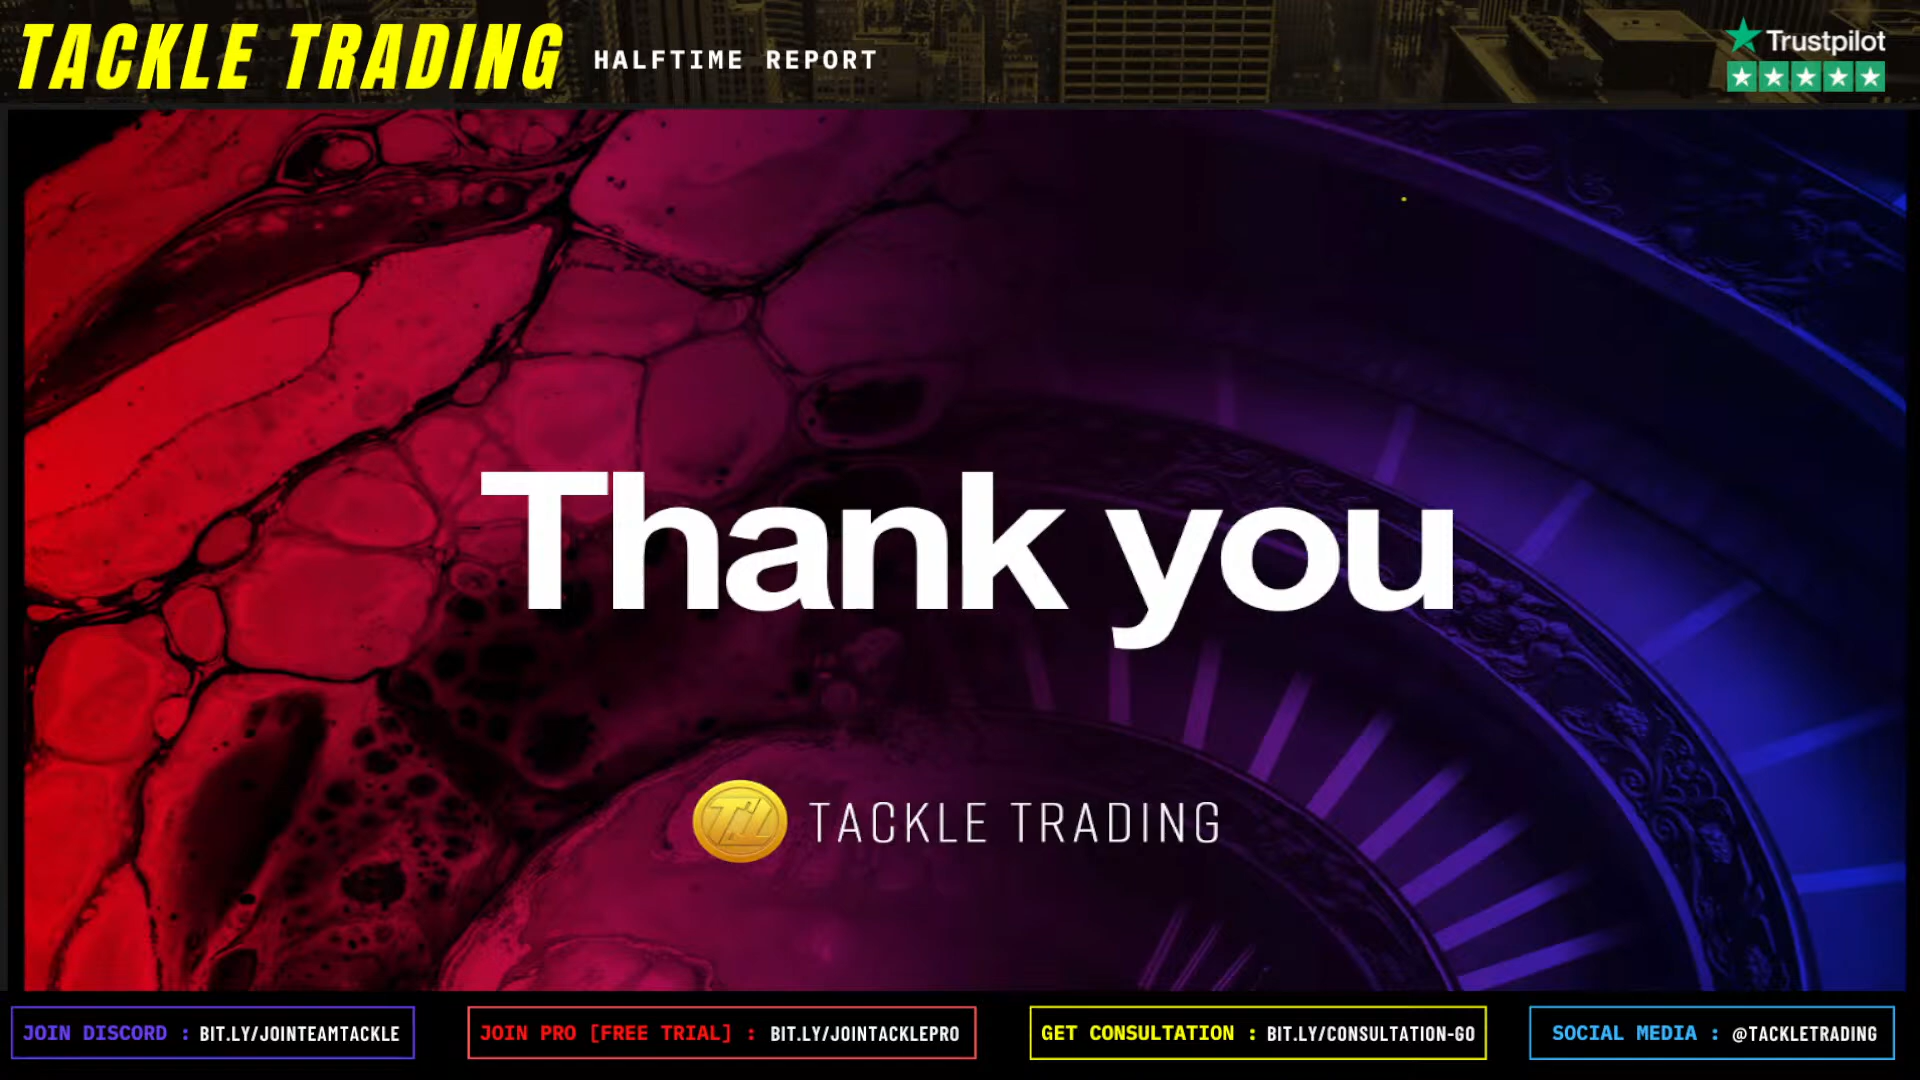 TACKLE TRADING
HALFTIME REPORT
Trustpilot
Thank you
TACKLE TRADING
JOIN DISCORD : BIT.LY/JOINTEAMTACKLE
JOIN PRO [FREE TRIAL] : BIT.LY/JOINTACKLEPRO
GET CONSULTATION : BIT.LY/CONSULTATION-GO
SOCIAL MEDIA : @TACKLETRADING